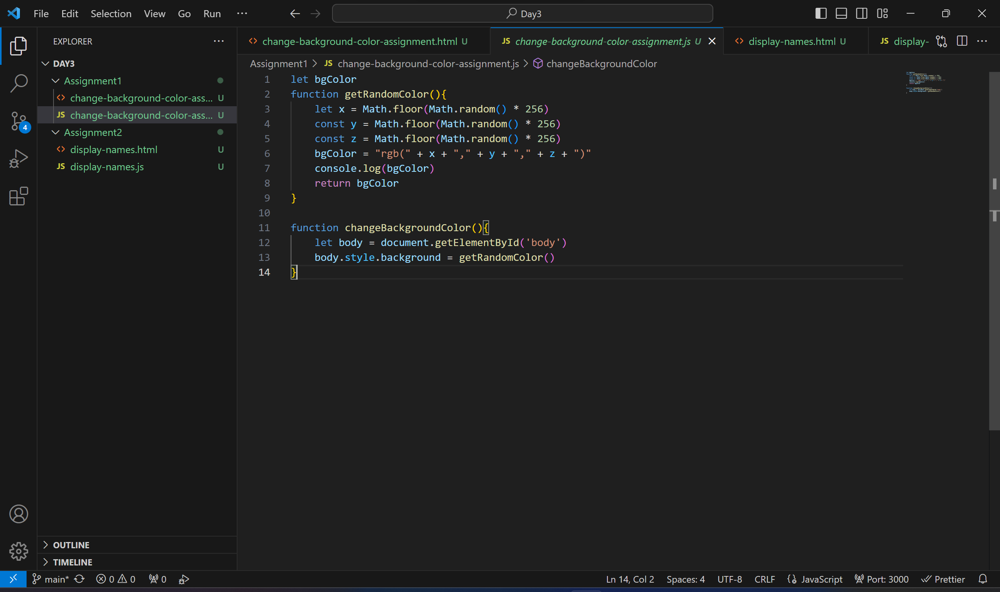 File Edit Selection View Go Run ··· Day3
EXPLORER ···
DAY3
Assignment1
change-background-color-ass... U
JS change-background-color-ass... U
Assignment2
display-names.html U
JS display-names.js U
4
OUTLINE
TIMELINE
change-background-color-assignment.html U JS change-background-color-assignment.js U display-names.html U JS display- ···
Assignment1 > JS change-background-color-assignment.js > changeBackgroundColor
1 let bgColor
2 function getRandomColor(){
3 let x = Math.floor(Math.random() * 256)
4 const y = Math.floor(Math.random() * 256)
5 const z = Math.floor(Math.random() * 256)
6 bgColor = "rgb(" + x + "," + y + "," + z + ")"
7 console.log(bgColor)
8 return bgColor
9 }
10
11 function changeBackgroundColor(){
12 let body = document.getElementById('body')
13 body.style.background = getRandomColor()
14 }
main* 0 0 0 Ln 14, Col 2 Spaces: 4 UTF-8 CRLF JavaScript Port: 3000 Prettier